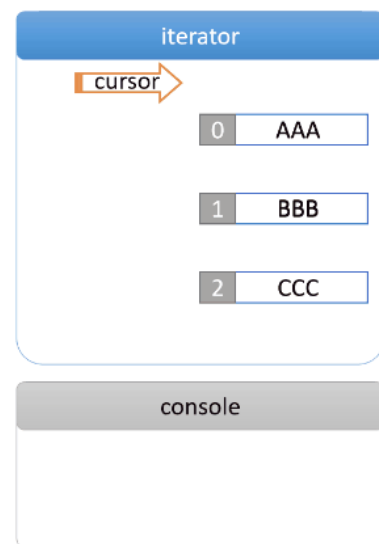 iterator
cursor
0 AAA
1 BBB
2 CCC
console